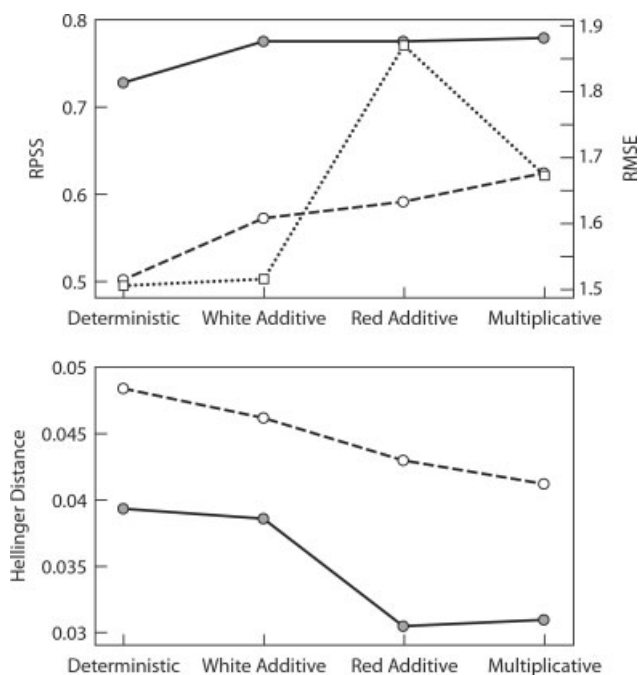 0.8
0.7
0.6
0.5
RPSS
1.9
1.8
1.7
1.6
1.5
RMSE
Deterministic White Additive Red Additive Multiplicative
0.05
0.045
0.04
0.035
0.03
Hellinger Distance
Deterministic White Additive Red Additive Multiplicative